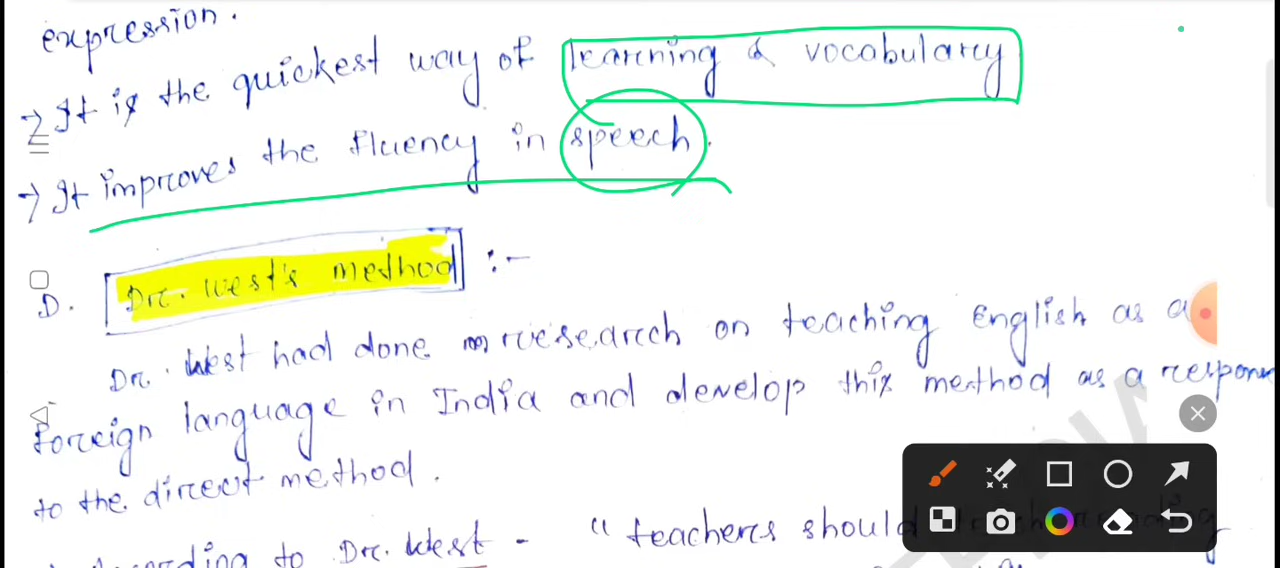 expression.
→ It is the quickest way of learning & vocabulary
→ It improves the fluency in speech.
D. Dr. West's method :-
Dr. West had done research on teaching English as a
foreign language in India and develop this method as a respon
to the direct method.
According to Dr. West - "teachers should